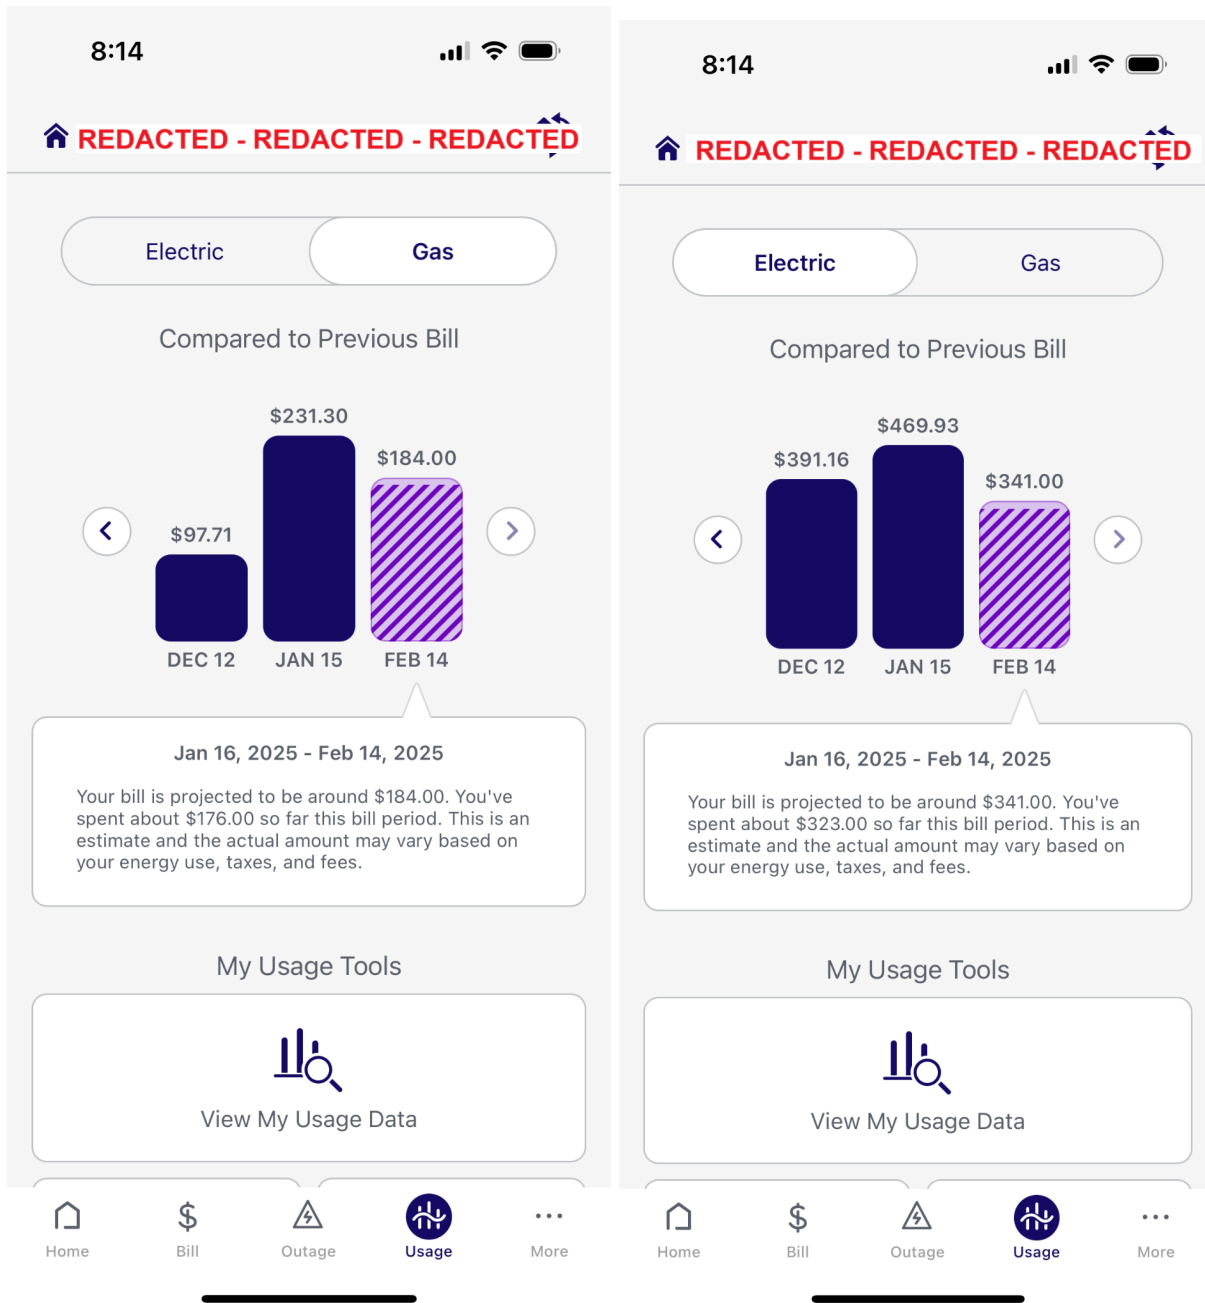 8:14
REDACTED - REDACTED - REDACTED
Electric Gas
Compared to Previous Bill
$231.30
$184.00
$97.71
DEC 12 JAN 15 FEB 14
Jan 16, 2025 - Feb 14, 2025
Your bill is projected to be around $184.00. You've
spent about $176.00 so far this bill period. This is an
estimate and the actual amount may vary based on
your energy use, taxes, and fees.
My Usage Tools
View My Usage Data
Home Bill Outage Usage More
8:14
REDACTED - REDACTED - REDACTED
Electric Gas
Compared to Previous Bill
$469.93
$391.16
$341.00
DEC 12 JAN 15 FEB 14
Jan 16, 2025 - Feb 14, 2025
Your bill is projected to be around $341.00. You've
spent about $323.00 so far this bill period. This is an
estimate and the actual amount may vary based on
your energy use, taxes, and fees.
My Usage Tools
View My Usage Data
Home Bill Outage Usage More